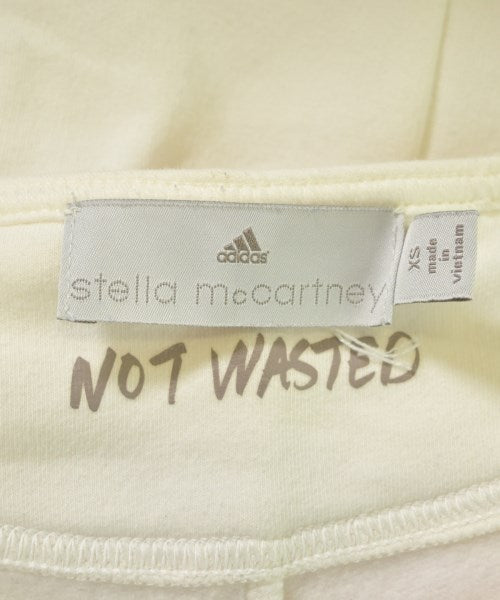 adidas
stella mccartney
XS
made
in
vietnam
NOT WASTED